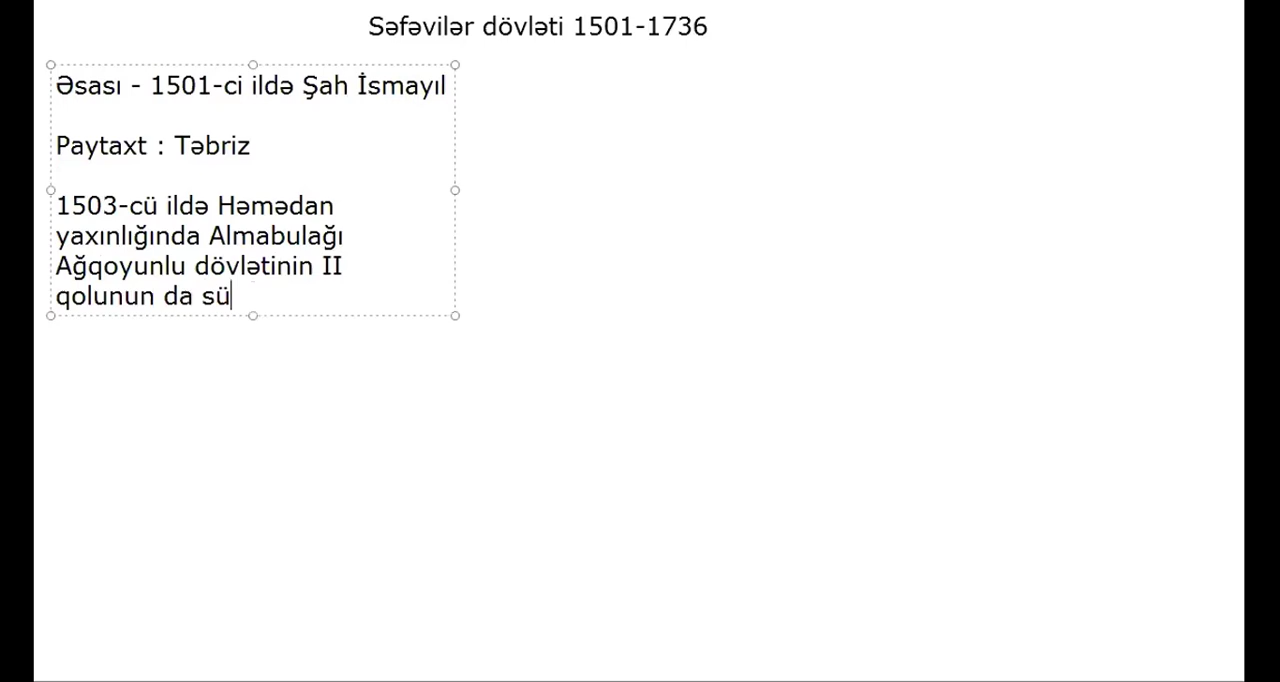 Səfəvilər dövləti 1501-1736
Əsası - 1501-ci ildə Şah İsmayıl
Paytaxt : Təbriz
1503-cü ildə Həmədan
yaxınlığında Almabulağı
Ağqoyunlu dövlətinin II
qolunun da sü